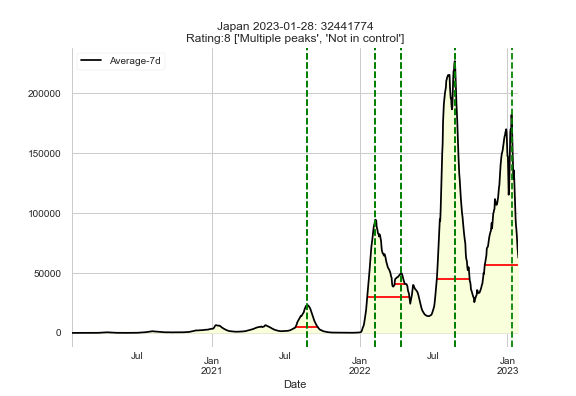 Japan 2023-01-28: 32441774
Rating:8 ['Multiple peaks', 'Not in control']
Average-7d
200000
150000
100000
50000
0
Jul
Jan
2021
Jul
Jan
2022
Jul
Jan
2023
Date